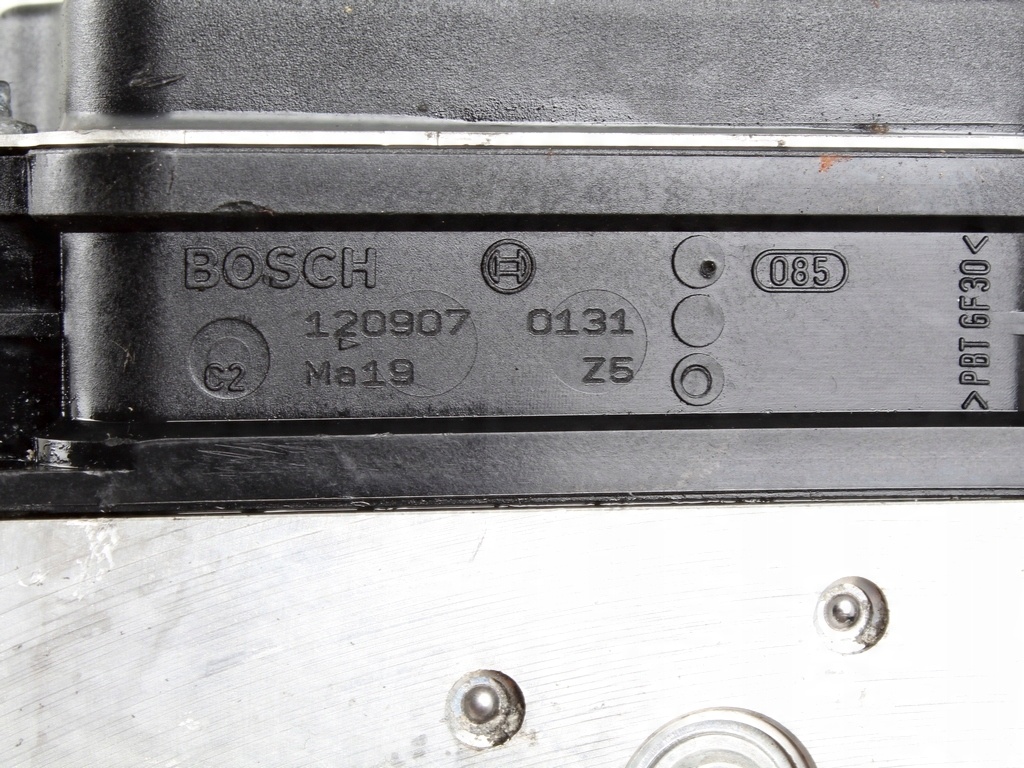 BOSCH
085
120907 0131
C2 Ma19 Z5
>PBT GF30<